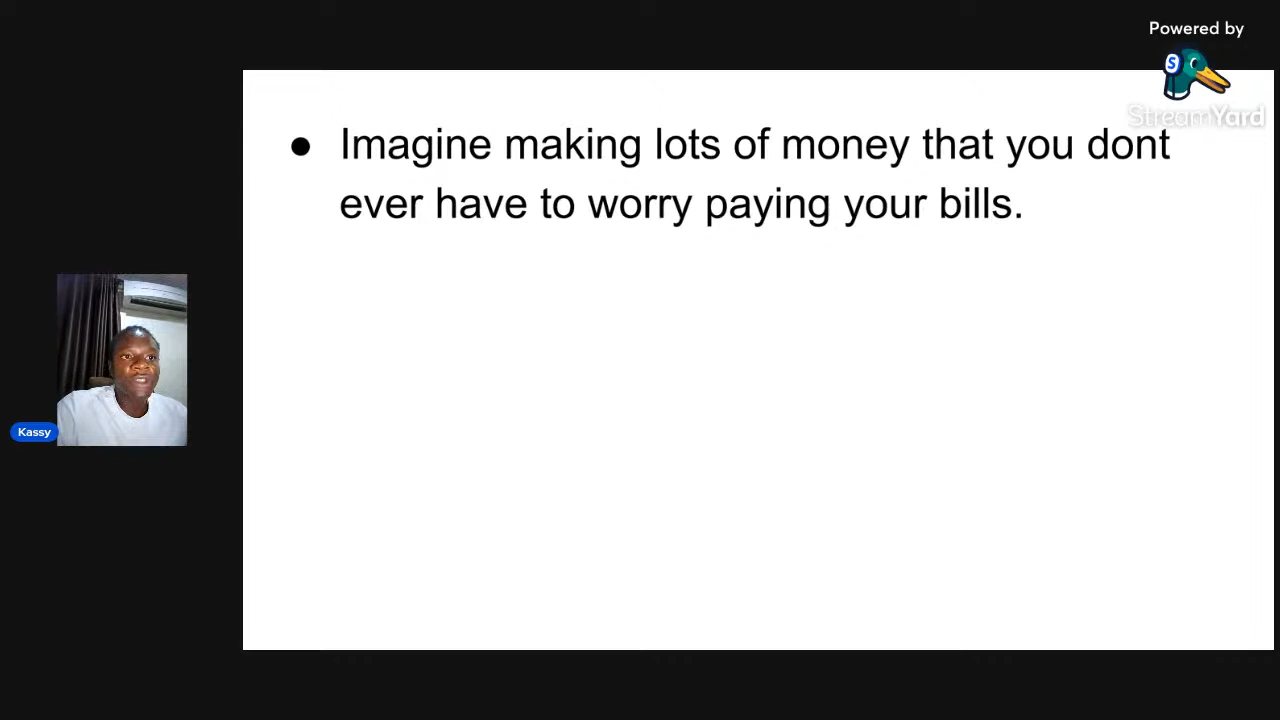 Powered by
S
StreamYard
● Imagine making lots of money that you dont
ever have to worry paying your bills.
Kassy